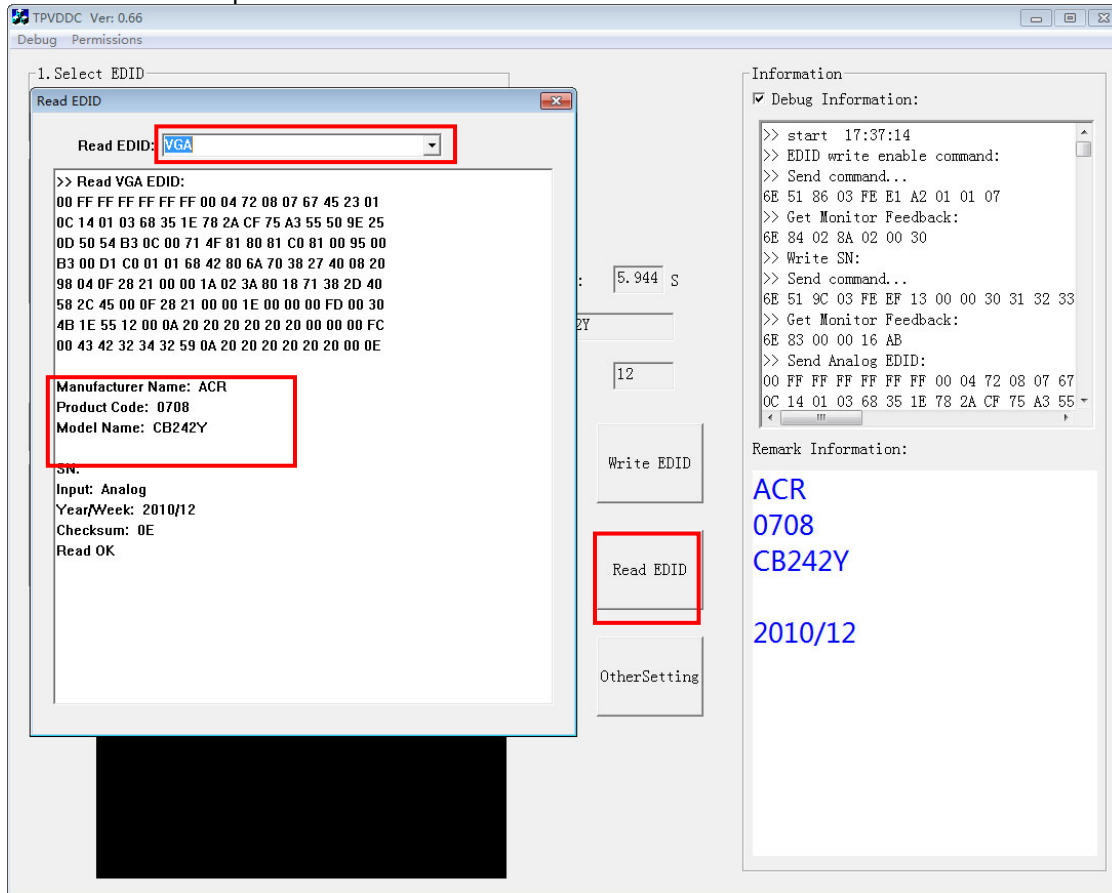 TPVDDC Ver: 0.66
Debug Permissions
1.Select EDID
Read EDID
Read EDID: VGA
>> Read VGA EDID:
00 FF FF FF FF FF FF 00 04 72 08 07 67 45 23 01
0C 14 01 03 68 35 1E 78 2A CF 75 A3 55 50 9E 25
0D 50 54 B3 0C 00 71 4F 81 80 81 C0 81 00 95 00
B3 00 D1 C0 01 01 68 42 80 6A 70 38 27 40 08 20
98 04 0F 28 21 00 00 1A 02 3A 80 18 71 38 2D 40
58 2C 45 00 0F 28 21 00 00 1E 00 00 00 FD 00 30
4B 1E 55 12 00 0A 20 20 20 20 20 20 00 00 00 FC
00 43 42 32 34 32 59 0A 20 20 20 20 20 20 00 0E
Manufacturer Name: ACR
Product Code: 0708
Model Name: CB242Y
SN:
Input: Analog
Year/Week: 2010/12
Checksum: 0E
Read OK
: 5.944 S
2Y
12
Write EDID
Read EDID
OtherSetting
Information
Debug Information:
>> start 17:37:14
>> EDID write enable command:
>> Send command...
6E 51 86 03 FE E1 A2 01 01 07
>> Get Monitor Feedback:
6E 84 02 8A 02 00 30
>> Write SN:
>> Send command...
6E 51 9C 03 FE EF 13 00 00 30 31 32 33
>> Get Monitor Feedback:
6E 83 00 00 16 AB
>> Send Analog EDID:
00 FF FF FF FF FF FF 00 04 72 08 07 67
0C 14 01 03 68 35 1E 78 2A CF 75 A3 55
Remark Information:
ACR
0708
CB242Y
2010/12